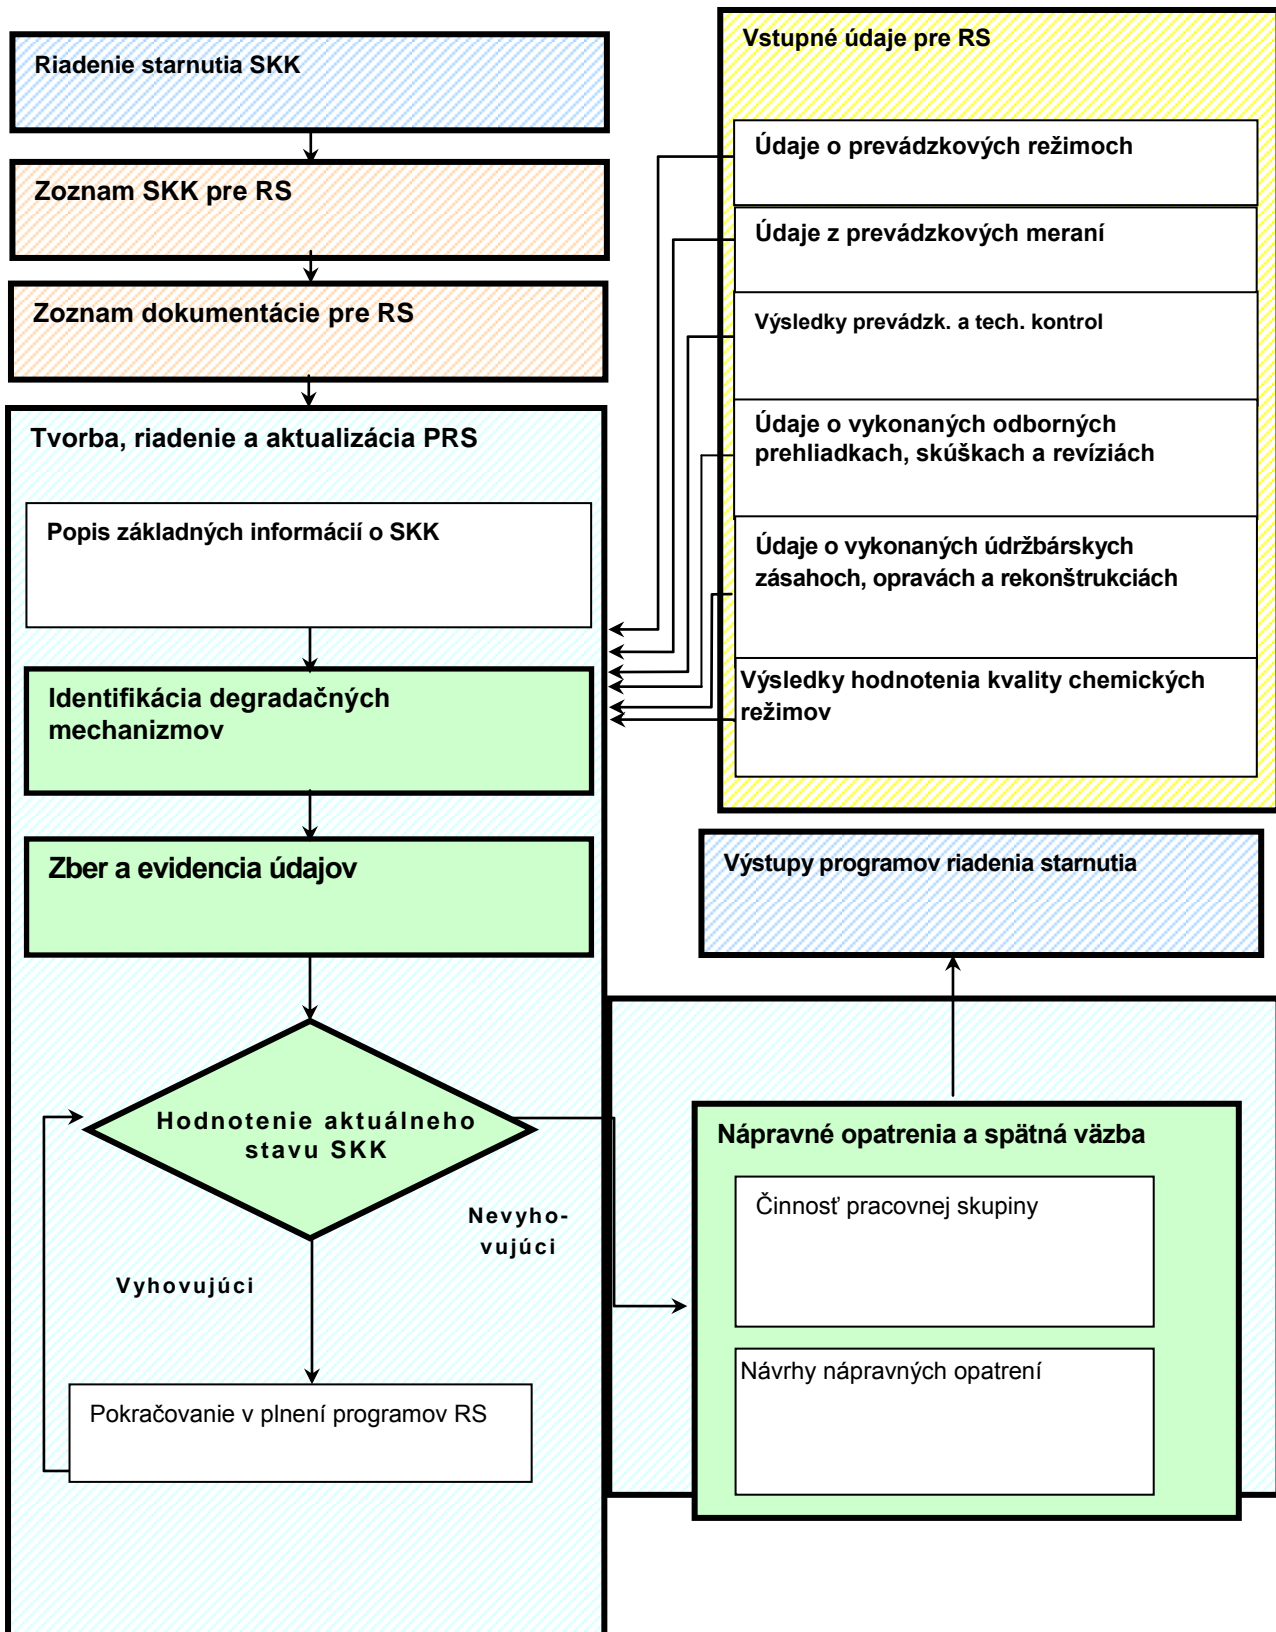 Riadenie starnutia SKK
Zoznam SKK pre RS
Zoznam dokumentácie pre RS
Tvorba, riadenie a aktualizácia PRS
Popis základných informácií o SKK
Identifikácia degradačných
mechanizmov
Zber a evidencia údajov
Hodnotenie aktuálneho
stavu SKK
Nevyho-
vujúci
Vyhovujúci
Pokračovanie v plnení programov RS
Vstupné údaje pre RS
Údaje o prevádzkových režimoch
Údaje z prevádzkových meraní
Výsledky prevádzk. a tech. kontrol
Údaje o vykonaných odborných
prehliadkach, skúškach a revíziách
Údaje o vykonaných údržbárskych
zásahoch, opravách a rekonštrukciách
Výsledky hodnotenia kvality chemických
režimov
Výstupy programov riadenia starnutia
Nápravné opatrenia a spätná väzba
Činnosť pracovnej skupiny
Návrhy nápravných opatrení